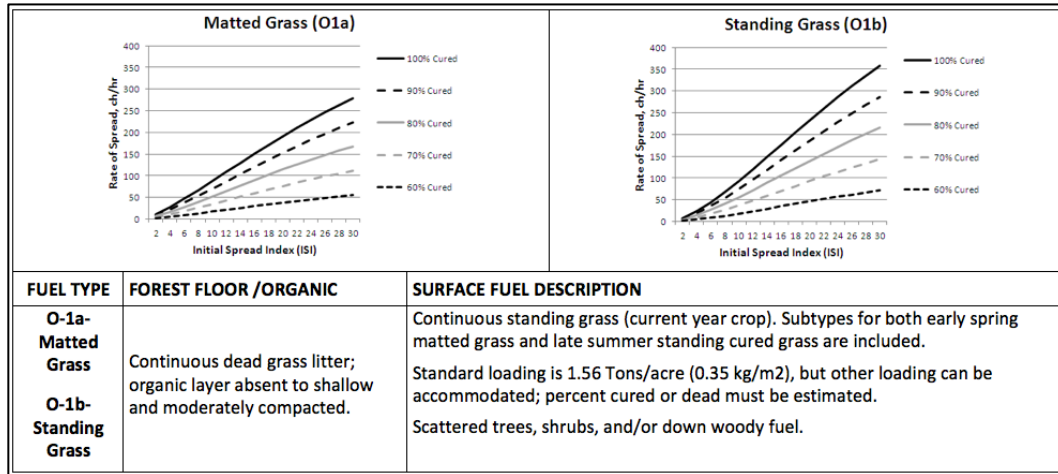 Matted Grass (O1a)
Rate of Spread, ch/hr
400
350
300
250
200
150
100
50
0
2 4 6 8 10 12 14 16 18 20 22 24 26 28 30
Initial Spread Index (ISI)
100% Cured
90% Cured
80% Cured
70% Cured
60% Cured
Standing Grass (O1b)
Rate of Spread, ch/hr
400
350
300
250
200
150
100
50
0
2 4 6 8 10 12 14 16 18 20 22 24 26 28 30
Initial Spread Index (ISI)
100% Cured
90% Cured
80% Cured
70% Cured
60% Cured
FUEL TYPE
FOREST FLOOR /ORGANIC
SURFACE FUEL DESCRIPTION
O-1a-
Matted
Grass
O-1b-
Standing
Grass
Continuous dead grass litter;
organic layer absent to shallow
and moderately compacted.
Continuous standing grass (current year crop). Subtypes for both early spring
matted grass and late summer standing cured grass are included.
Standard loading is 1.56 Tons/acre (0.35 kg/m2), but other loading can be
accommodated; percent cured or dead must be estimated.
Scattered trees, shrubs, and/or down woody fuel.